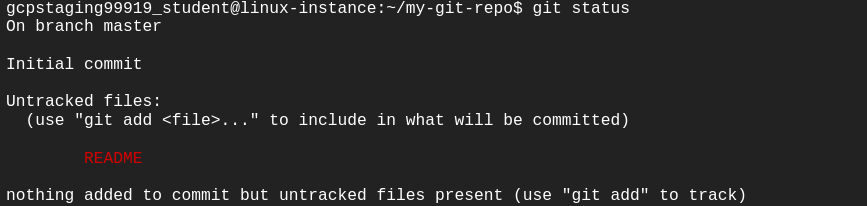 gcpstaging99919_student@linux-instance:~/my-git-repo$ git status
On branch master
Initial commit
Untracked files:
(use "git add <file>..." to include in what will be committed)
README
nothing added to commit but untracked files present (use "git add" to track)